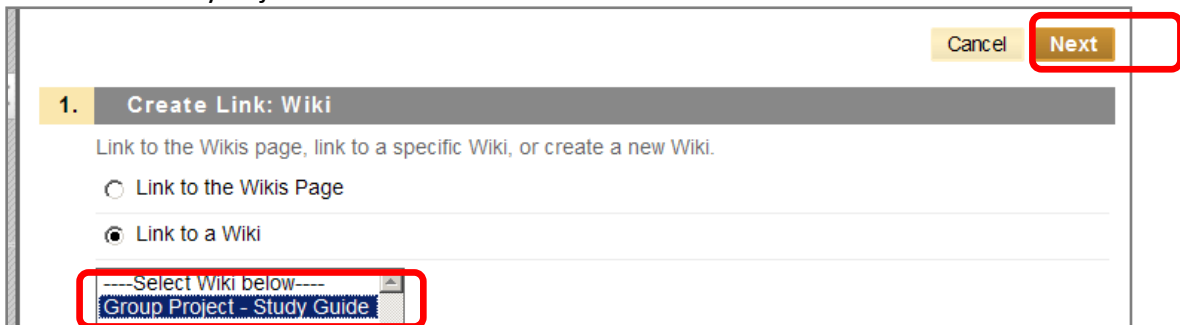 Cancel Next
1. Create Link: Wiki
Link to the Wikis page, link to a specific Wiki, or create a new Wiki.
Link to the Wikis Page
Link to a Wiki
----Select Wiki below----
Group Project - Study Guide